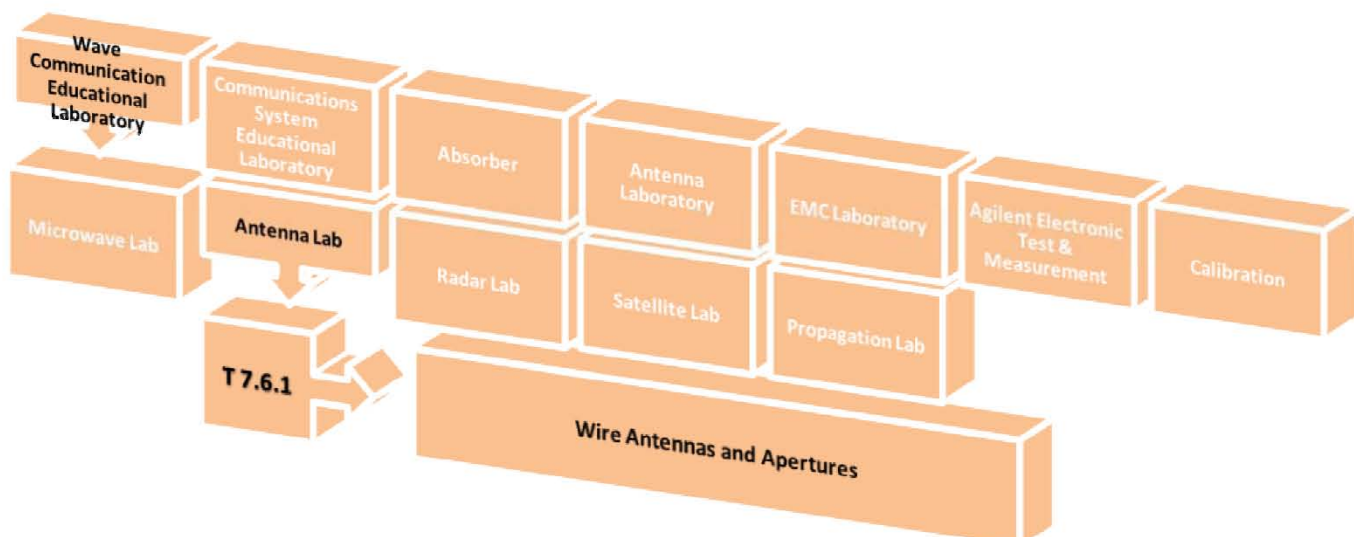 Wave
Communication
Educational
Laboratory
Communications
System
Educational
Laboratory
Absorber
Antenna
Laboratory
EMC Laboratory
Agilent Electronic
Test &
Measurement
Calibration
Microwave Lab
Antenna Lab
Radar Lab
Satellite Lab
Propagation Lab
T 7.6.1
Wire Antennas and Apertures